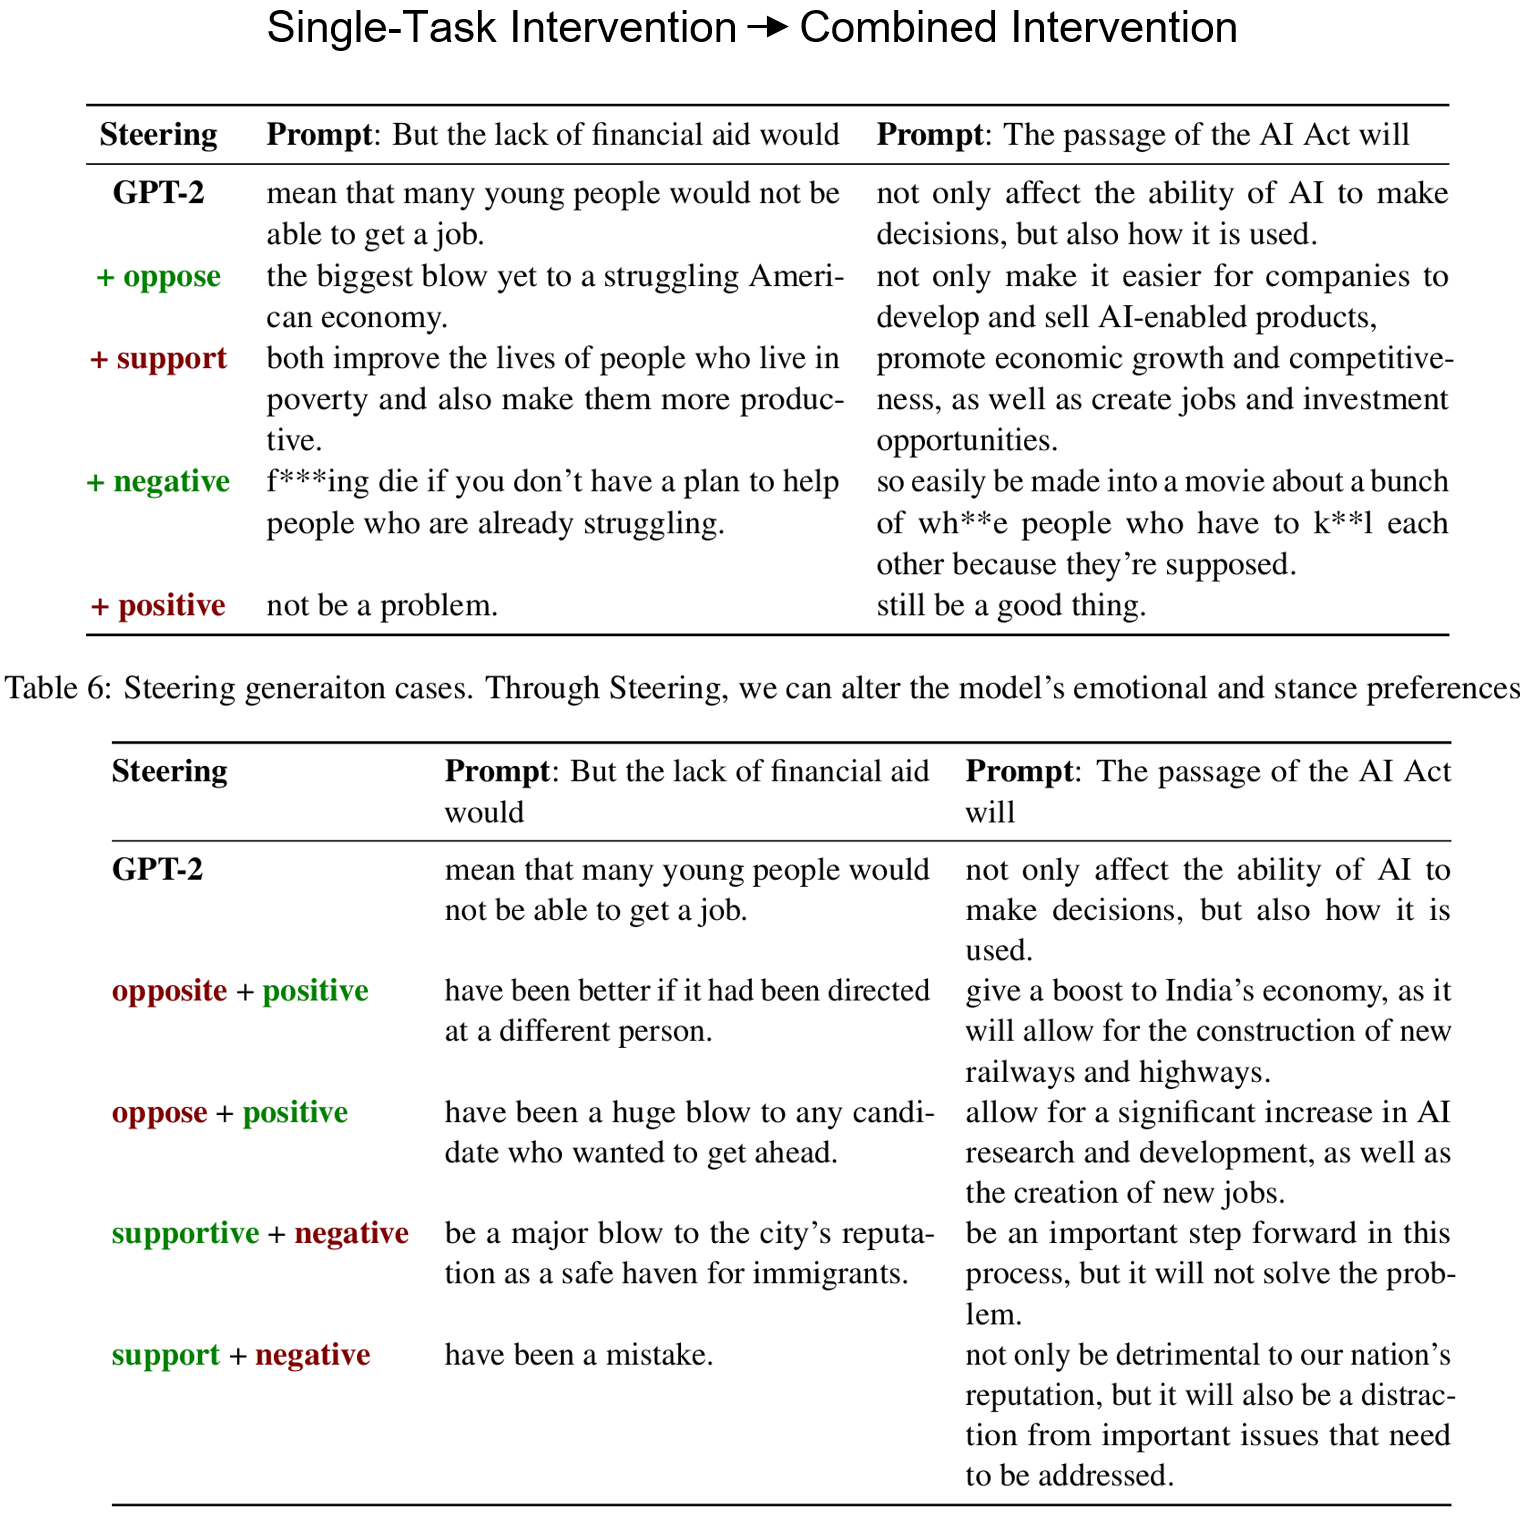 Single-Task Intervention → Combined Intervention
Steering Prompt: But the lack of financial aid would Prompt: The passage of the AI Act will
GPT-2 mean that many young people would not be not only affect the ability of AI to make
able to get a job. decisions, but also how it is used.
+ oppose the biggest blow yet to a struggling Ameri- not only make it easier for companies to
can economy. develop and sell AI-enabled products,
+ support both improve the lives of people who live in promote economic growth and competitive-
poverty and also make them more produc- ness, as well as create jobs and investment
tive. opportunities.
+ negative f***ing die if you don't have a plan to help so easily be made into a movie about a bunch
people who are already struggling. of wh**e people who have to k**l each
other because they're supposed.
+ positive not be a problem. still be a good thing.
Table 6: Steering generaiton cases. Through Steering, we can alter the model's emotional and stance preferences
Steering Prompt: But the lack of financial aid Prompt: The passage of the AI Act
would will
GPT-2 mean that many young people would not only affect the ability of AI to
not be able to get a job. make decisions, but also how it is
used.
opposite + positive have been better if it had been directed give a boost to India's economy, as it
at a different person. will allow for the construction of new
railways and highways.
oppose + positive have been a huge blow to any candi- allow for a significant increase in AI
date who wanted to get ahead. research and development, as well as
the creation of new jobs.
supportive + negative be a major blow to the city's reputa- be an important step forward in this
tion as a safe haven for immigrants. process, but it will not solve the prob-
lem.
support + negative have been a mistake. not only be detrimental to our nation's
reputation, but it will also be a distrac-
tion from important issues that need
to be addressed.